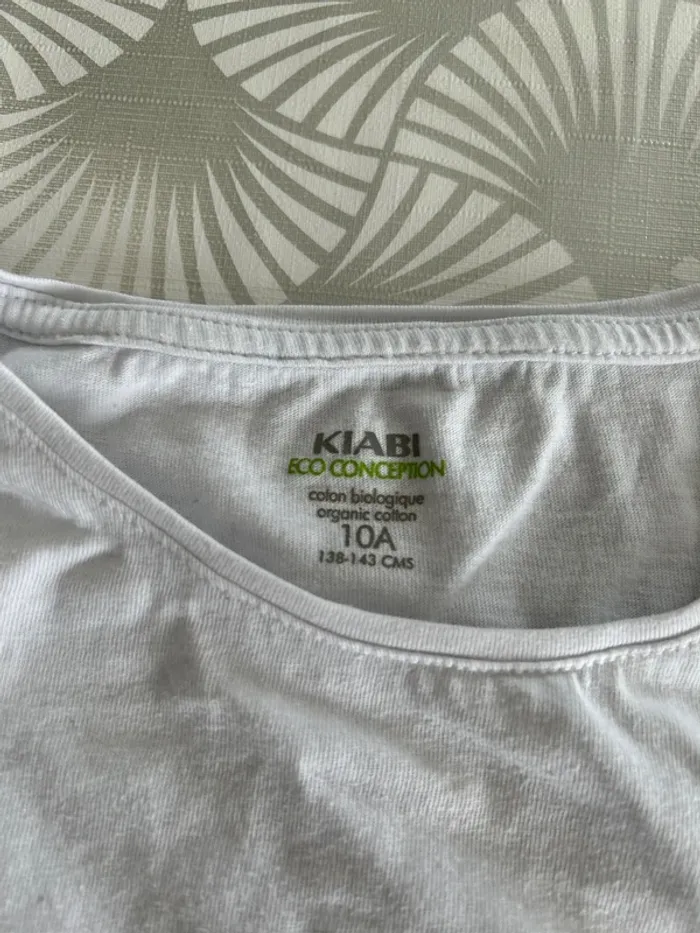 KIABI
ECO CONCEPTION
coton biologique
organic cotton
10A
138-143 CMS